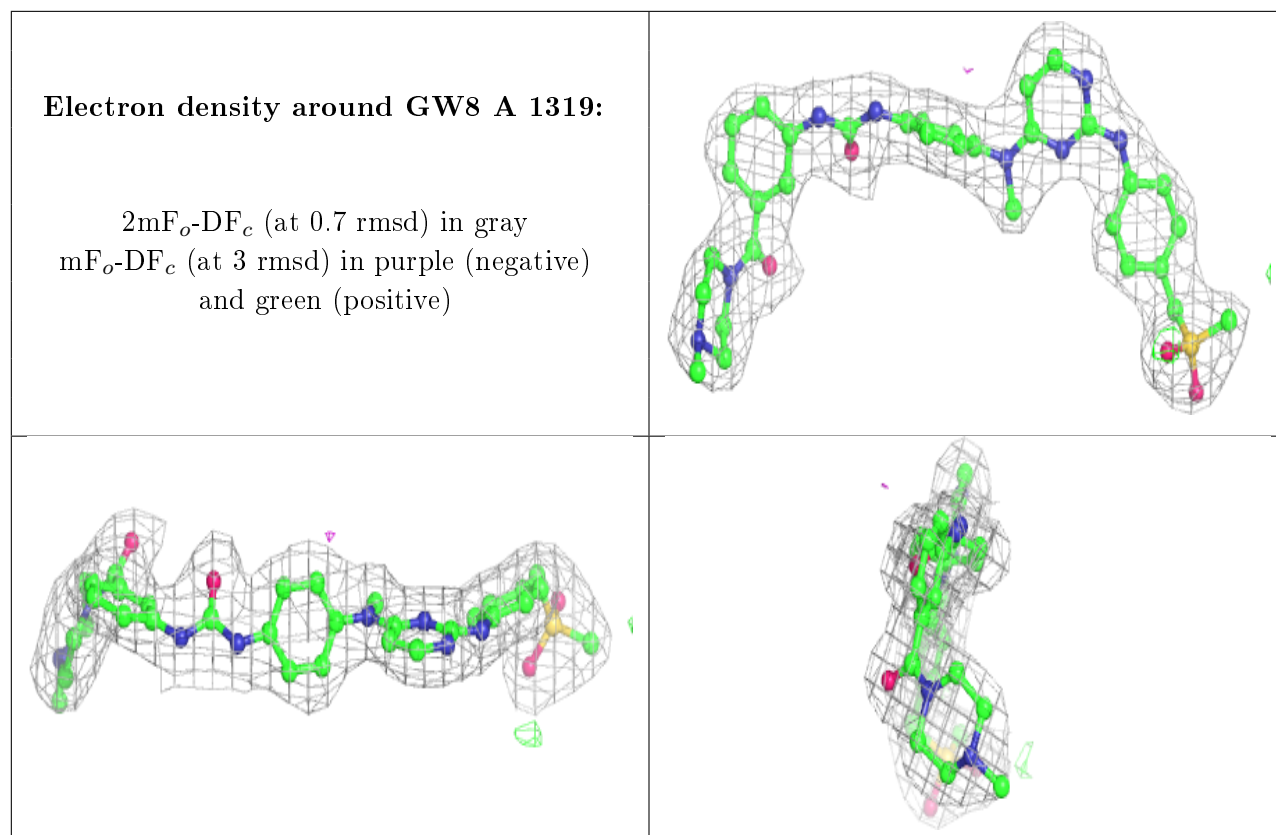 Electron density around GW8 A 1319:
2mFₒ-DF𝒸 (at 0.7 rmsd) in gray
mFₒ-DF𝒸 (at 3 rmsd) in purple (negative)
and green (positive)